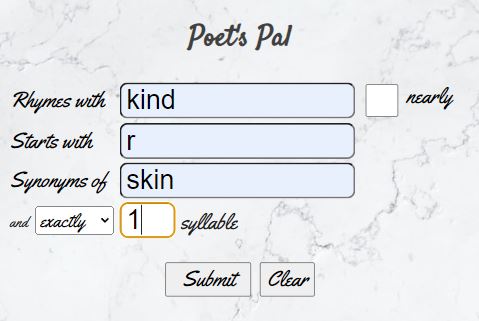 Poet's Pal
Rhymes with kind nearly
Starts with r
Synonyms of skin
and exactly 1 syllable
Submit Clear